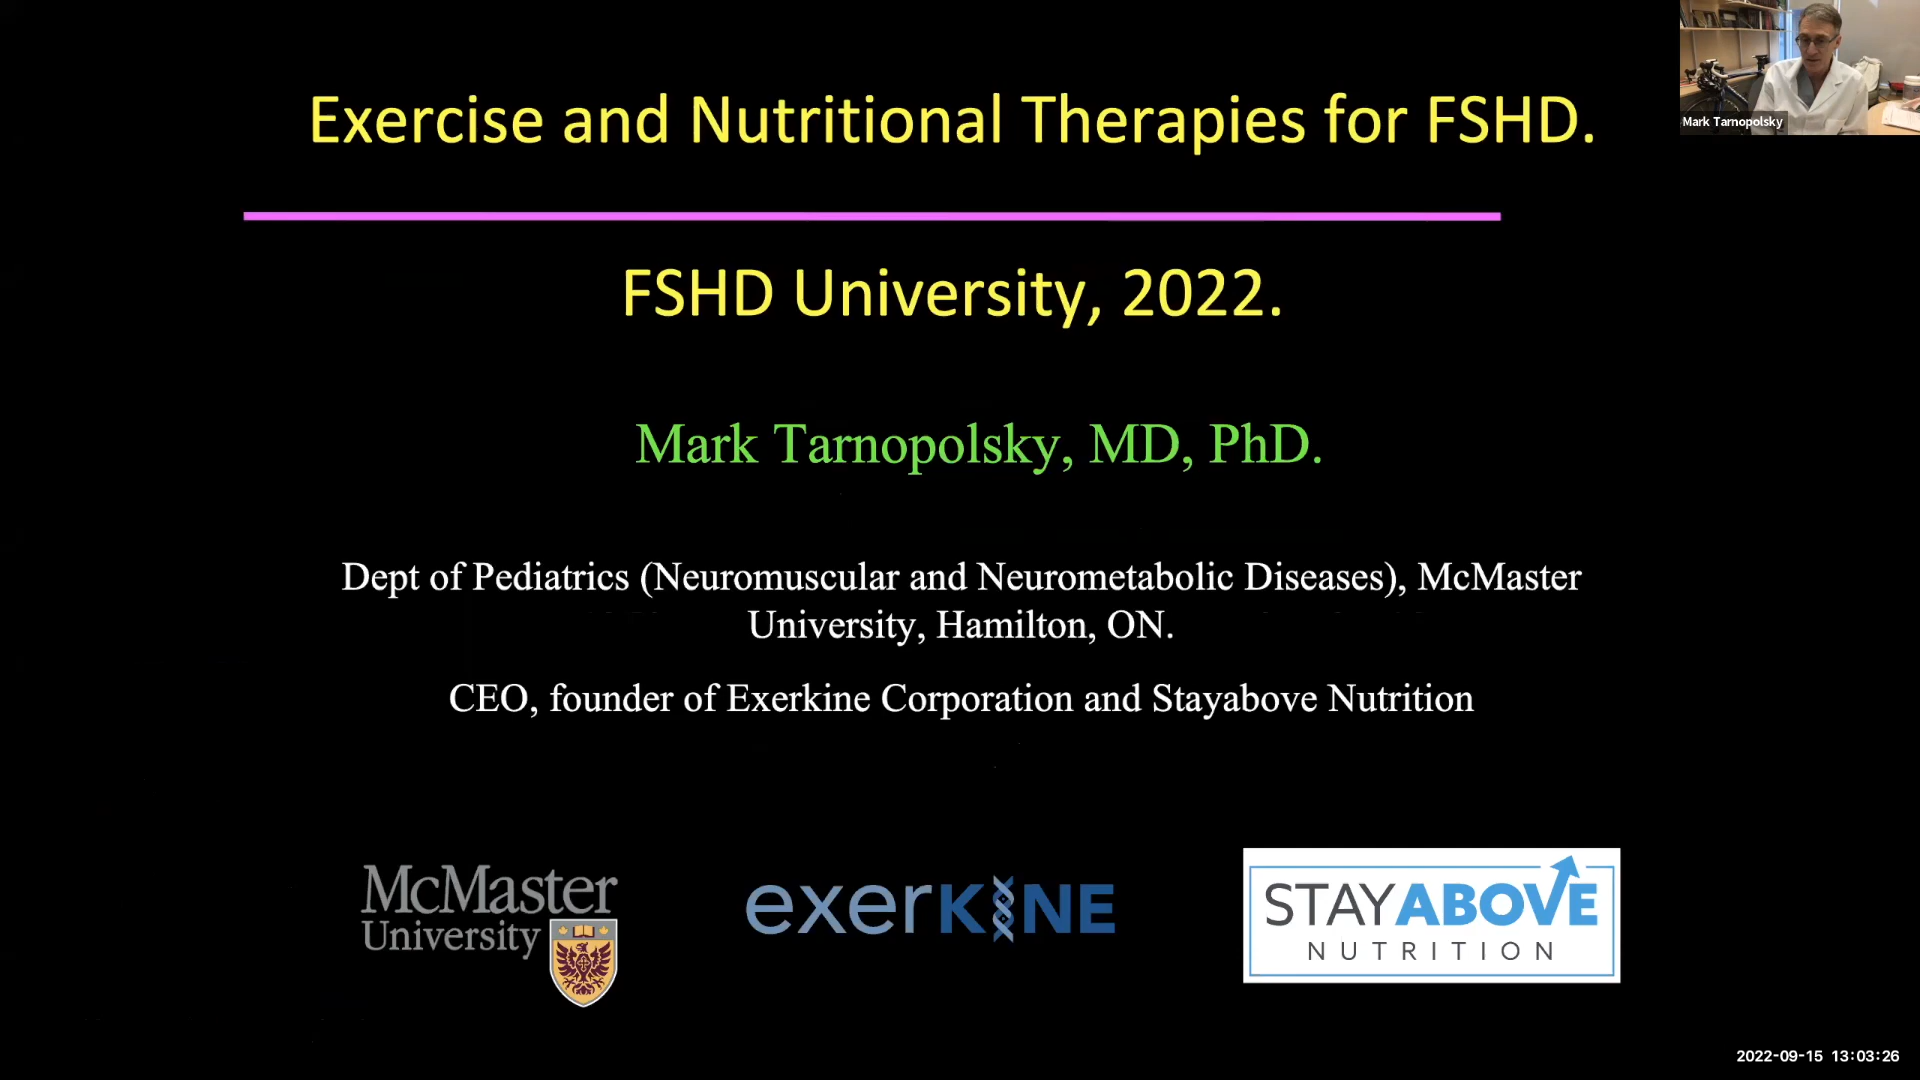 Exercise and Nutritional Therapies for FSHD.
Mark Tarnopolsky
FSHD University, 2022.
Mark Tarnopolsky, MD, PhD.
Dept of Pediatrics (Neuromuscular and Neurometabolic Diseases), McMaster
University, Hamilton, ON.
CEO, founder of Exerkine Corporation and Stayabove Nutrition
McMaster
University
exerKINE
STAYABOVE
NUTRITION
2022-09-15 13:03:26